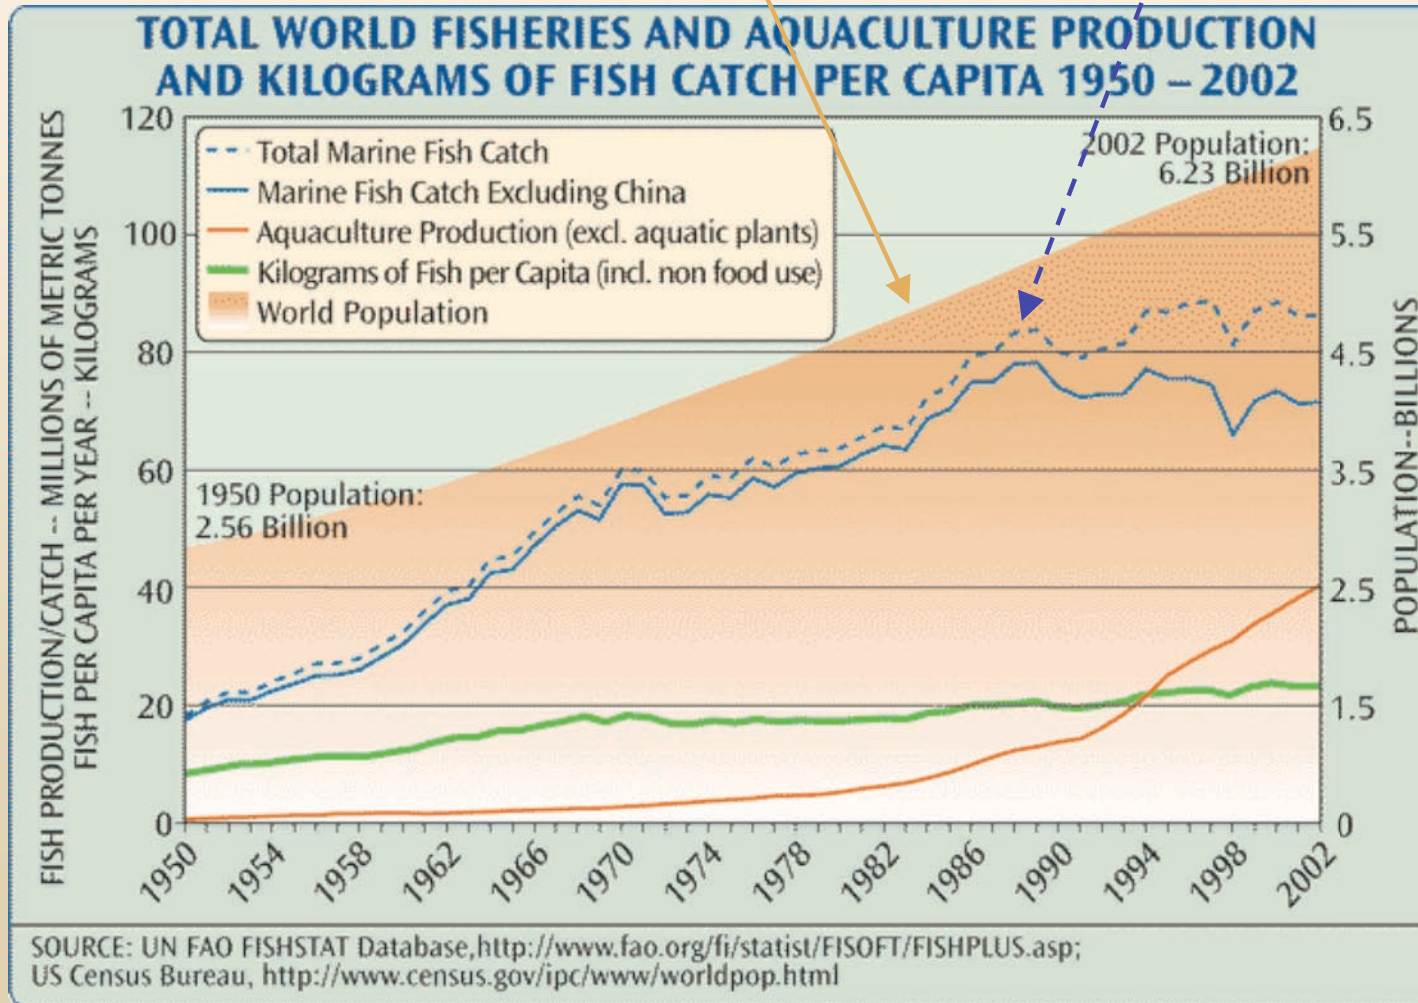 TOTAL WORLD FISHERIES AND AQUACULTURE PRODUCTION
AND KILOGRAMS OF FISH CATCH PER CAPITA 1950 – 2002
FISH PRODUCTION/CATCH -- MILLIONS OF METRIC TONNES
FISH PER CAPITA PER YEAR -- KILOGRAMS
120
100
80
60
40
20
0
Total Marine Fish Catch
Marine Fish Catch Excluding China
Aquaculture Production (excl. aquatic plants)
Kilograms of Fish per Capita (incl. non food use)
World Population
2002 Population:
6.23 Billion
1950 Population:
2.56 Billion
6.5
5.5
4.5
3.5
2.5
1.5
0
POPULATION--BILLIONS
1950 1954 1958 1962 1966 1970 1974 1978 1982 1986 1990 1994 1998 2002
SOURCE: UN FAO FISHSTAT Database,http://www.fao.org/fi/statist/FISOFT/FISHPLUS.asp;
US Census Bureau, http://www.census.gov/ipc/www/worldpop.html